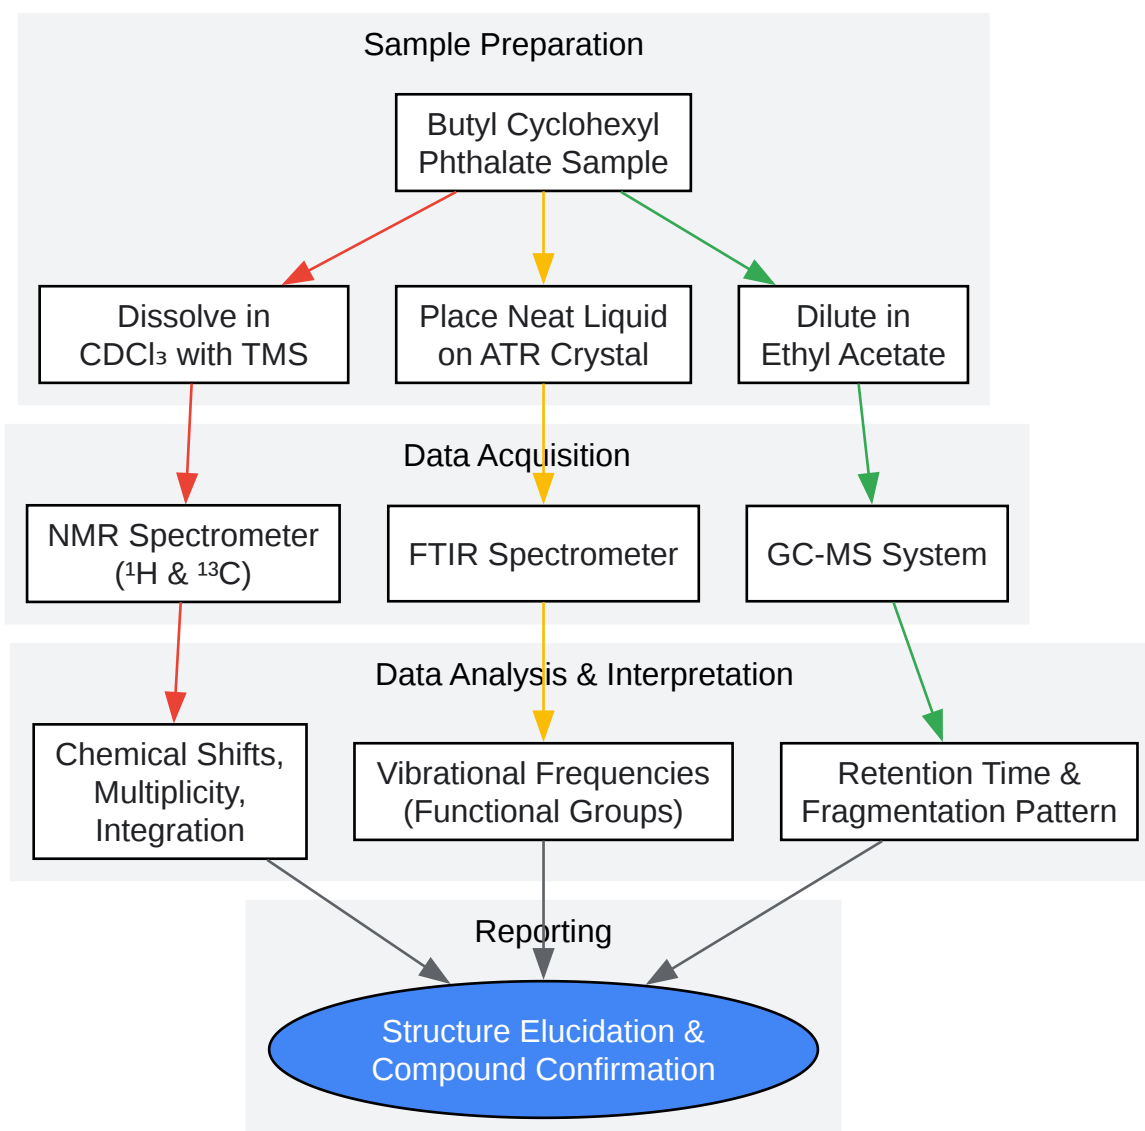 Sample Preparation
Butyl Cyclohexyl
Phthalate Sample
Dissolve in
CDCl₃ with TMS
Place Neat Liquid
on ATR Crystal
Dilute in
Ethyl Acetate
Data Acquisition
NMR Spectrometer
(¹H & ¹³C)
FTIR Spectrometer
GC-MS System
Data Analysis & Interpretation
Chemical Shifts,
Multiplicity,
Integration
Vibrational Frequencies
(Functional Groups)
Retention Time &
Fragmentation Pattern
Reporting
Structure Elucidation &
Compound Confirmation